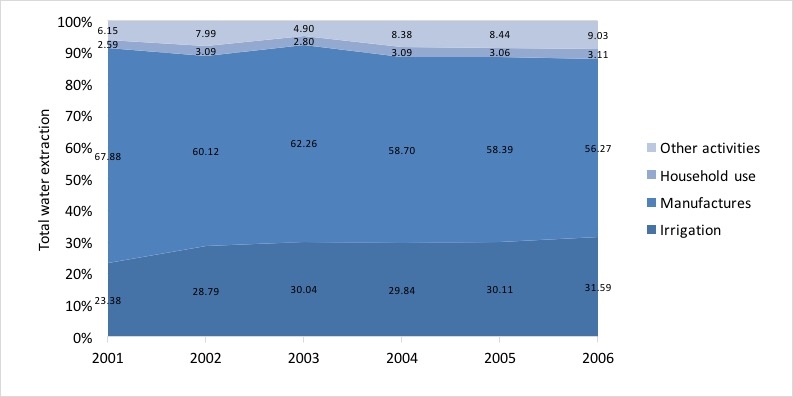 100%
90%
80%
70%
60%
50%
40%
30%
20%
10%
0%
Total water extraction
6.15 7.99 4.90 8.38 8.44 9.03
2.59 3.09 2.80 3.09 3.06 3.11
67.88 60.12 62.26 58.70 58.39 56.27
23.38 28.79 30.04 29.84 30.11 31.59
2001 2002 2003 2004 2005 2006
Other activities
Household use
Manufactures
Irrigation